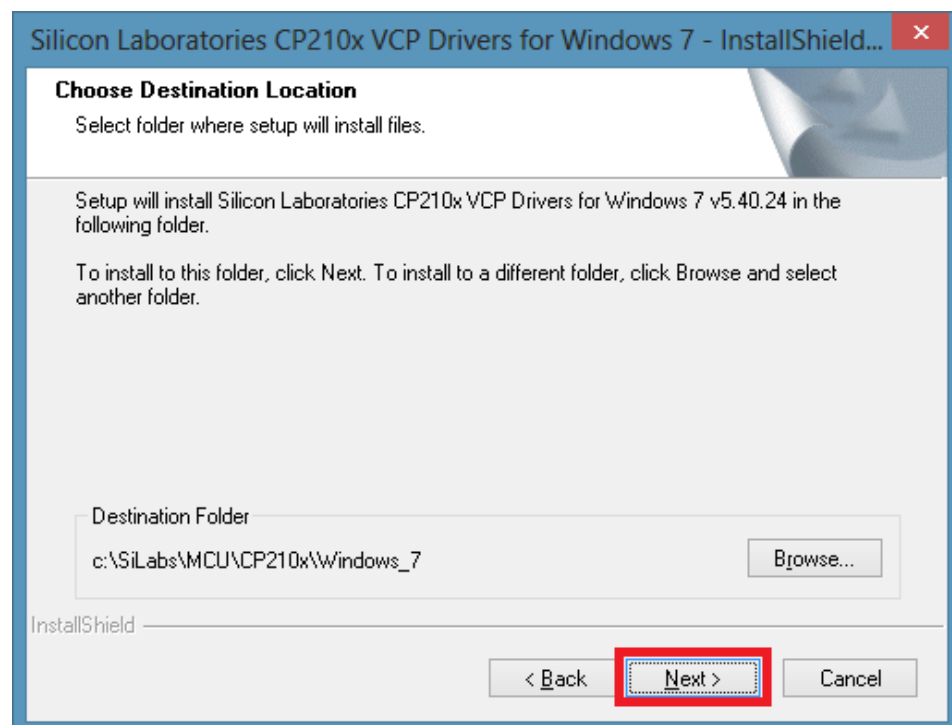 Silicon Laboratories CP210x VCP Drivers for Windows 7 - InstallShield...
Choose Destination Location
Select folder where setup will install files.
Setup will install Silicon Laboratories CP210x VCP Drivers for Windows 7 v5.40.24 in the
following folder.
To install to this folder, click Next. To install to a different folder, click Browse and select
another folder.
Destination Folder
c:\SiLabs\MCU\CP210x\Windows_7
Browse...
InstallShield
< Back
Next >
Cancel